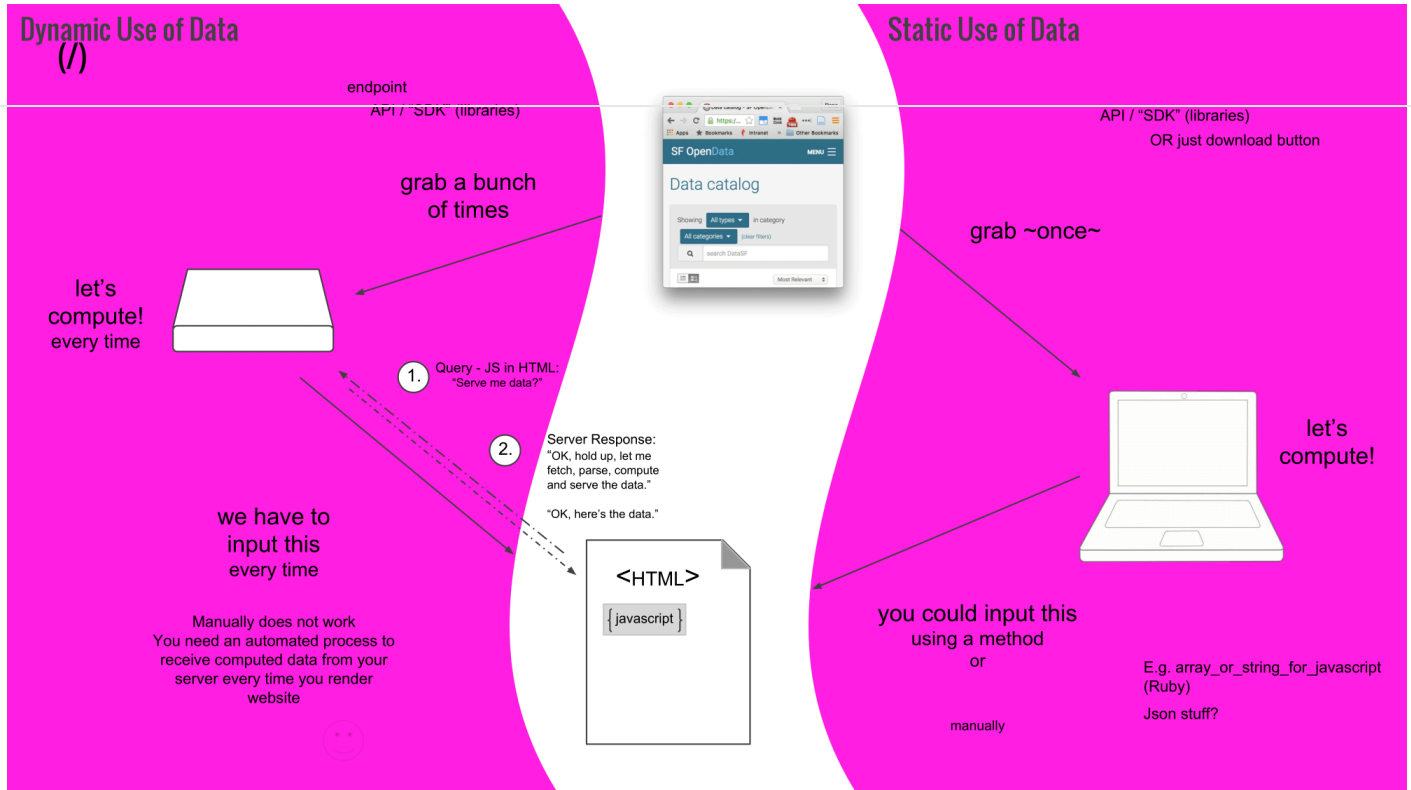 Dynamic Use of Data
(/)
endpoint
API / “SDK” (libraries)
grab a bunch
of times
let’s
compute!
every time
1.
Query - JS in HTML:
“Serve me data?”
2.
Server Response:
“OK, hold up, let me
fetch, parse, compute
and serve the data.”
“OK, here’s the data.”
we have to
input this
every time
Manually does not work
You need an automated process to
receive computed data from your
server every time you render
website
Data catalog - SF Open
https:/...
Apps Bookmarks Intranet » Other Bookmarks
SF OpenData MENU
Data catalog
Showing All types in category
All categories (clear filters)
search DataSF
Most Relevant
<HTML>
{ javascript }
Static Use of Data
API / “SDK” (libraries)
OR just download button
grab ~once~
let’s
compute!
you could input this
using a method
or
manually
E.g. array_or_string_for_javascript
(Ruby)
Json stuff?